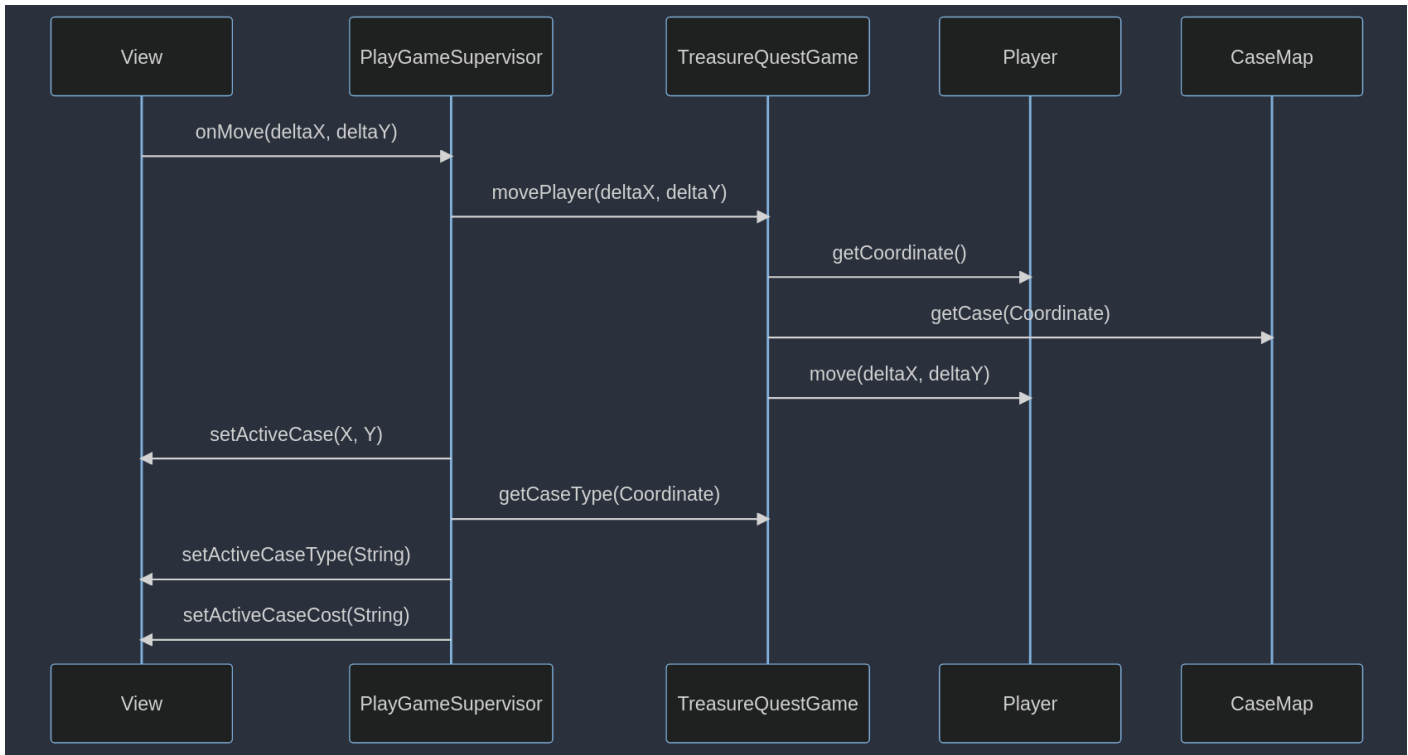 View
PlayGameSupervisor
TreasureQuestGame
Player
CaseMap
onMove(deltaX, deltaY)
movePlayer(deltaX, deltaY)
getCoordinate()
getCase(Coordinate)
move(deltaX, deltaY)
setActiveCase(X, Y)
getCaseType(Coordinate)
setActiveCaseType(String)
setActiveCaseCost(String)
View
PlayGameSupervisor
TreasureQuestGame
Player
CaseMap